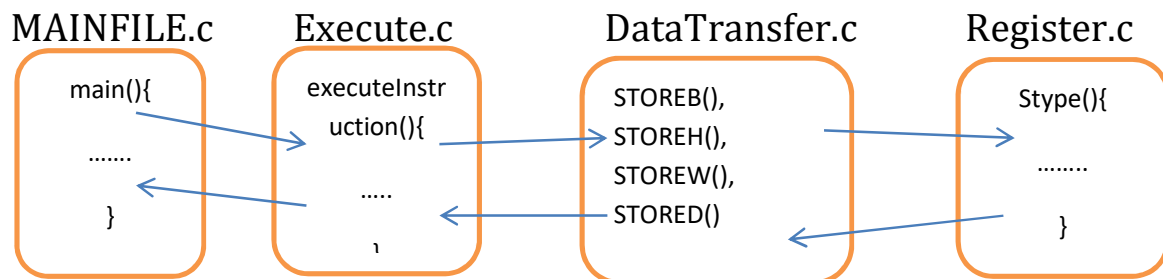 MAINFILE.c
Execute.c
DataTransfer.c
Register.c
main(){
…….
}
executeInstr
uction(){
…..
}
STOREB(),
STOREH(),
STOREW(),
STORED()
Stype(){
……..
}